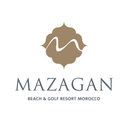 MAZAGAN
BEACH & GOLF RESORT MOROCCO